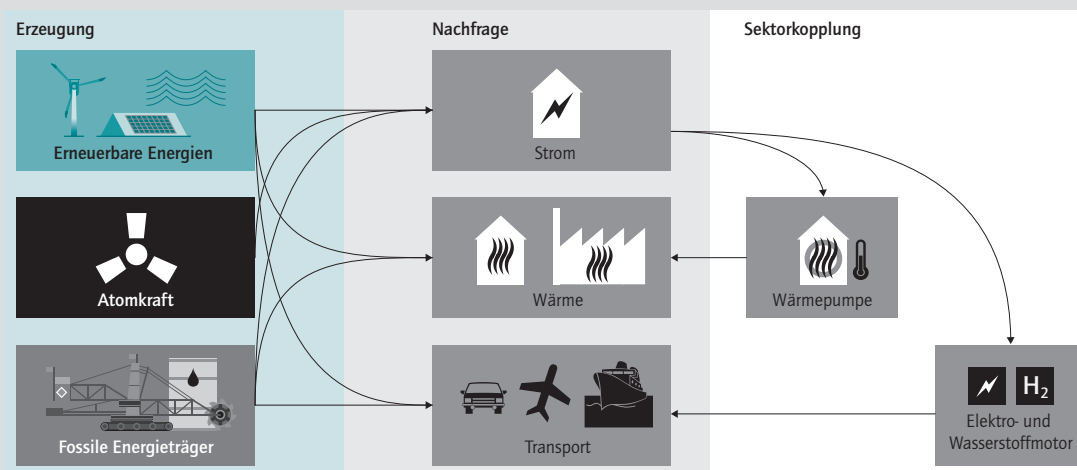 Erzeugung
Nachfrage
Sektorkopplung
Erneuerbare Energien
Strom
Atomkraft
Wärme
Wärmepumpe
Fossile Energieträger
Transport
H₂
Elektro- und
Wasserstoffmotor